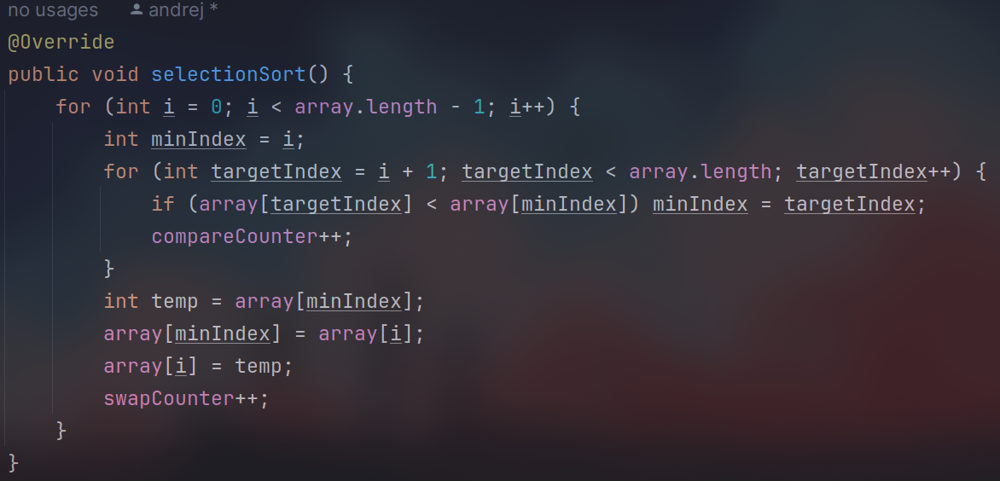 no usages andrej *
@Override
public void selectionSort() {
for (int i = 0; i < array.length - 1; i++) {
int minIndex = i;
for (int targetIndex = i + 1; targetIndex < array.length; targetIndex++) {
if (array[targetIndex] < array[minIndex]) minIndex = targetIndex;
compareCounter++;
}
int temp = array[minIndex];
array[minIndex] = array[i];
array[i] = temp;
swapCounter++;
}
}